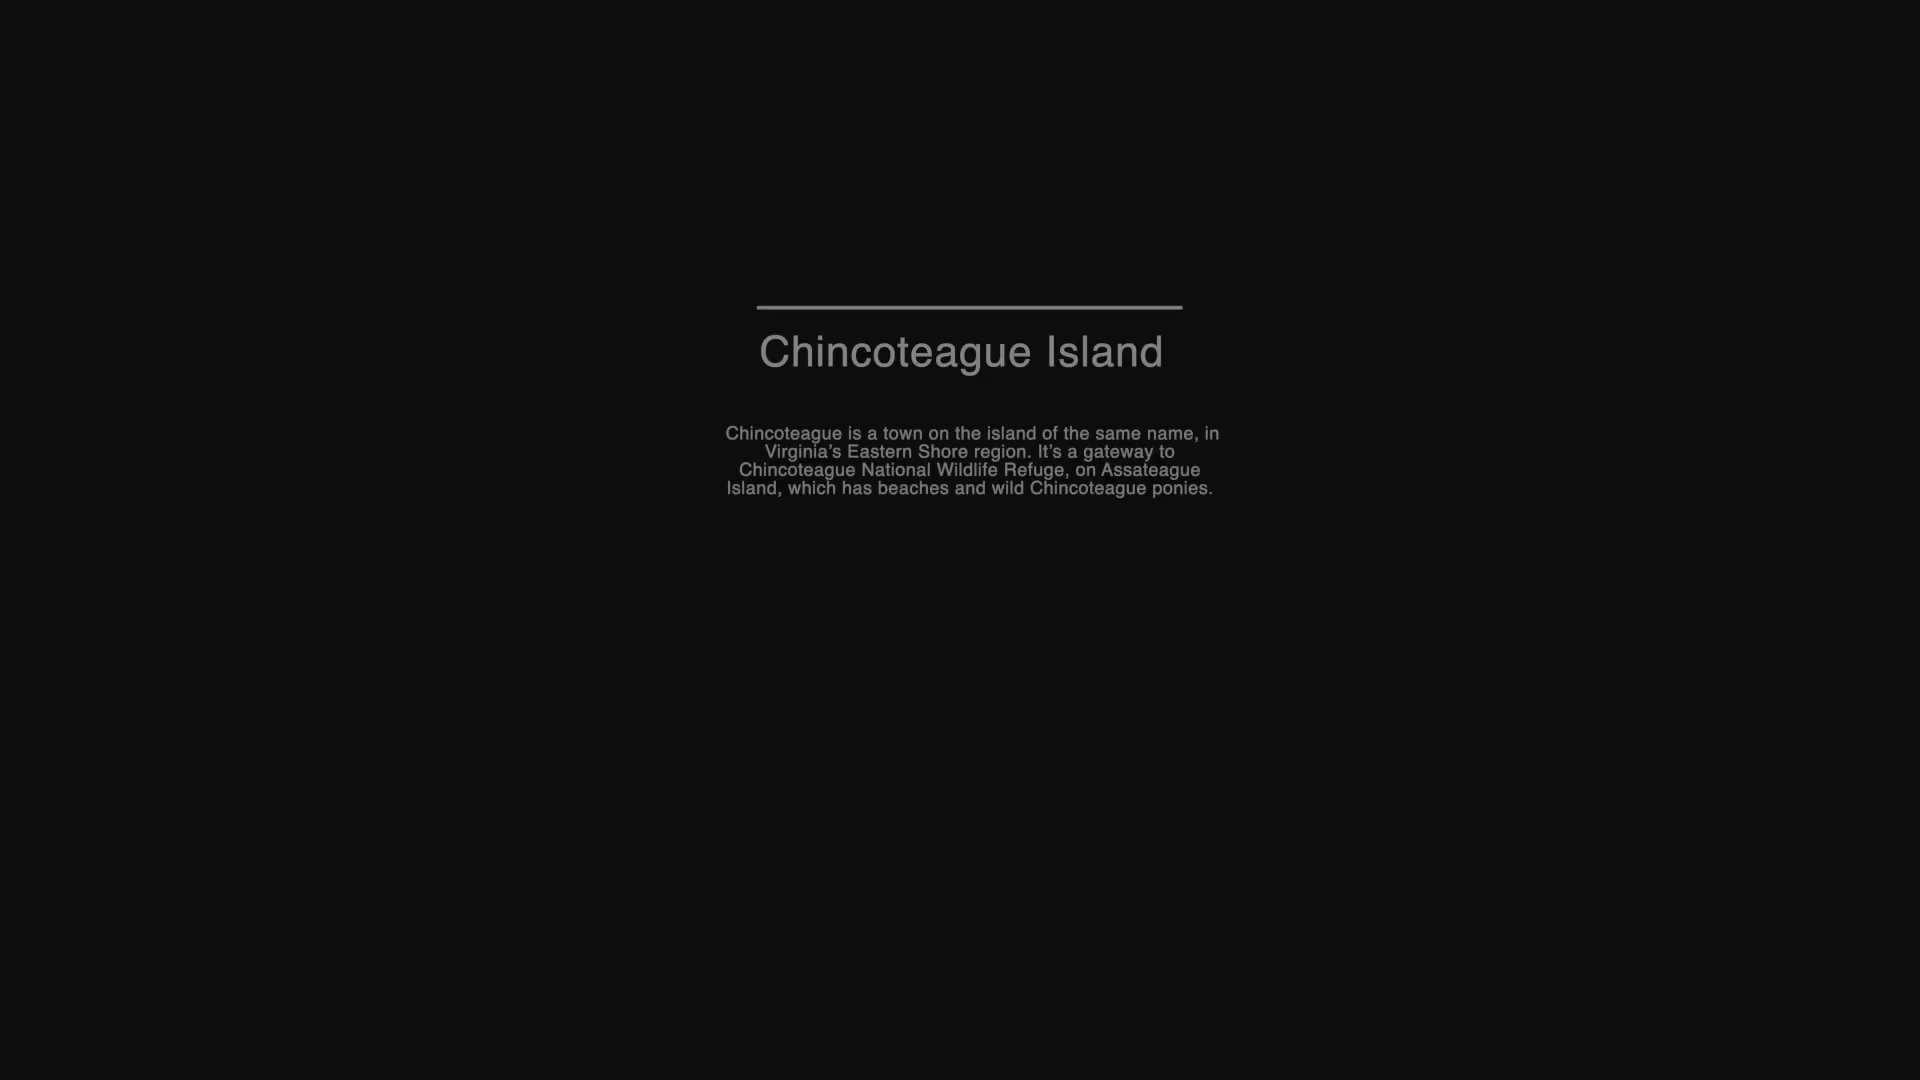 Chincoteague Island
Chincoteague is a town on the island of the same name, in
Virginia’s Eastern Shore region. It’s a gateway to
Chincoteague National Wildlife Refuge, on Assateague
Island, which has beaches and wild Chincoteague ponies.